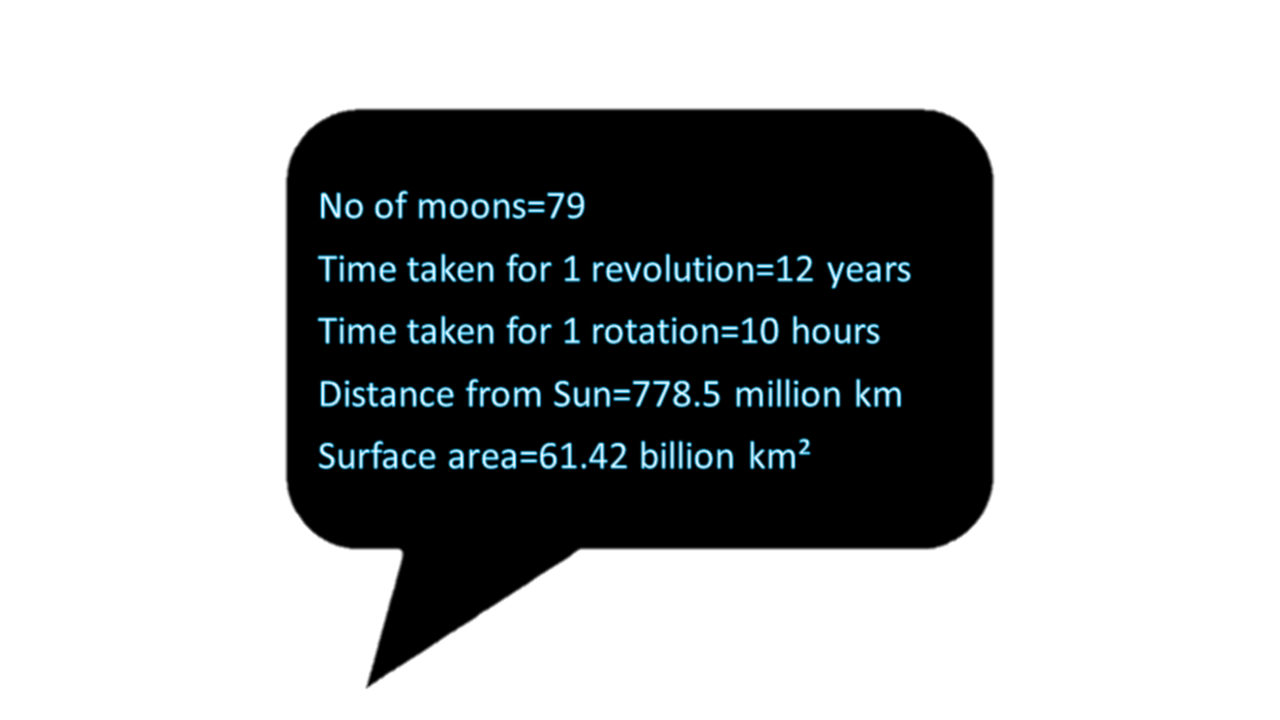 No of moons=79
Time taken for 1 revolution=12 years
Time taken for 1 rotation=10 hours
Distance from Sun=778.5 million km
Surface area=61.42 billion km²